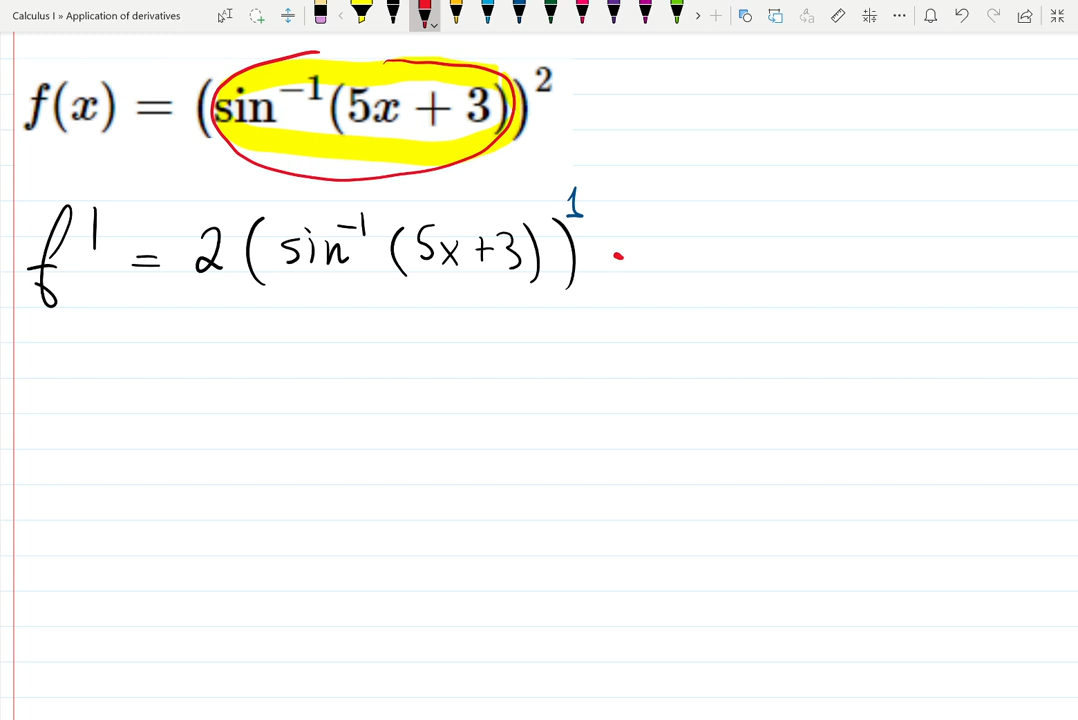 Calculus I » Application of derivatives
f(x) = (sin⁻¹(5x + 3))²
f' = 2 (sin⁻¹ (5x+3))¹ ·